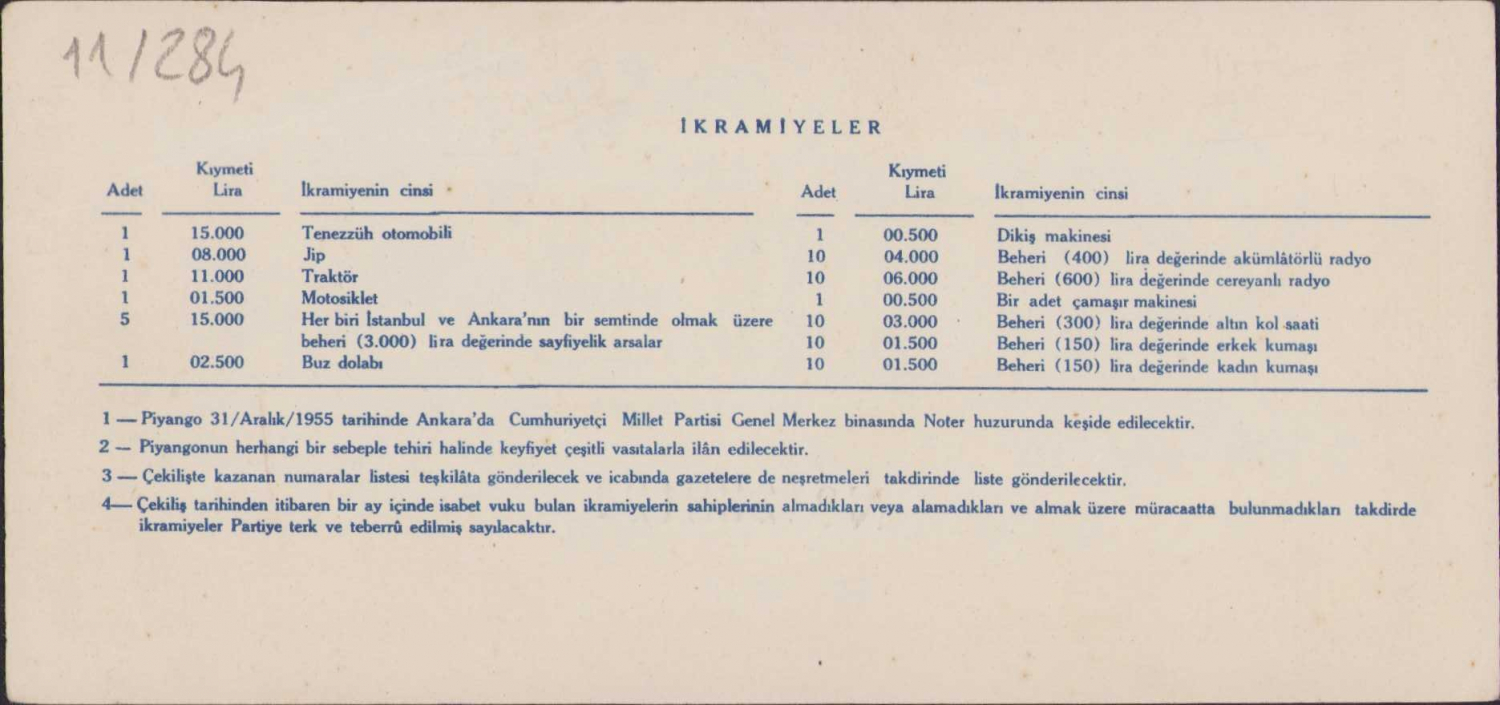 11/284
İKRAMİYELER
Adet Kıymeti Lira İkramiyenin cinsi
1 15.000 Tenezzüh otomobili
1 08.000 Jip
1 11.000 Traktör
1 01.500 Motosiklet
5 15.000 Her biri İstanbul ve Ankara'nın bir semtinde olmak üzere
beheri (3.000) lira değerinde sayfiyelik arsalar
1 02.500 Buz dolabı
Adet Kıymeti Lira İkramiyenin cinsi
1 00.500 Dikiş makinesi
10 04.000 Beheri (400) lira değerinde akümlâtörlü radyo
10 06.000 Beheri (600) lira değerinde cereyanlı radyo
1 00.500 Bir adet çamaşır makinesi
10 03.000 Beheri (300) lira değerinde altın kol saati
10 01.500 Beheri (150) lira değerinde erkek kumaşı
10 01.500 Beheri (150) lira değerinde kadın kumaşı
1 — Piyango 31/Aralık/1955 tarihinde Ankara'da Cumhuriyetçi Millet Partisi Genel Merkez binasında Noter huzurunda keşide edilecektir.
2 — Piyangonun herhangi bir sebeple tehiri halinde keyfiyet çeşitli vasıtalarla ilân edilecektir.
3 — Çekilişte kazanan numaralar listesi teşkilâta gönderilecek ve icabında gazetelere de neşretmeleri takdirinde liste gönderilecektir.
4— Çekiliş tarihinden itibaren bir ay içinde isabet vuku bulan ikramiyelerin sahiplerinin almadıkları veya alamadıkları ve almak üzere müracaatta bulunmadıkları takdirde
ikramiyeler Partiye terk ve teberrû edilmiş sayılacaktır.